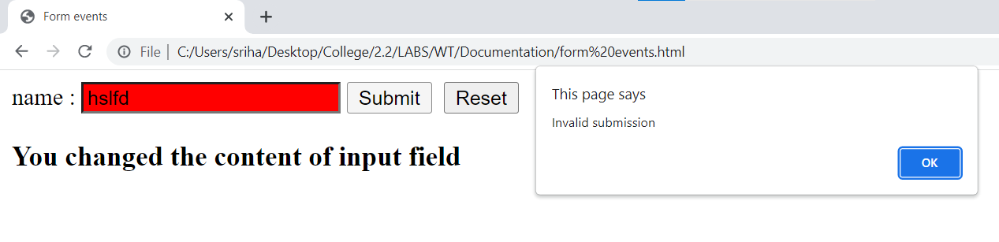 Form events
File | C:/Users/sriha/Desktop/College/2.2/LABS/WT/Documentation/form%20events.html
name : hslfd Submit Reset
You changed the content of input field
This page says
Invalid submission
OK